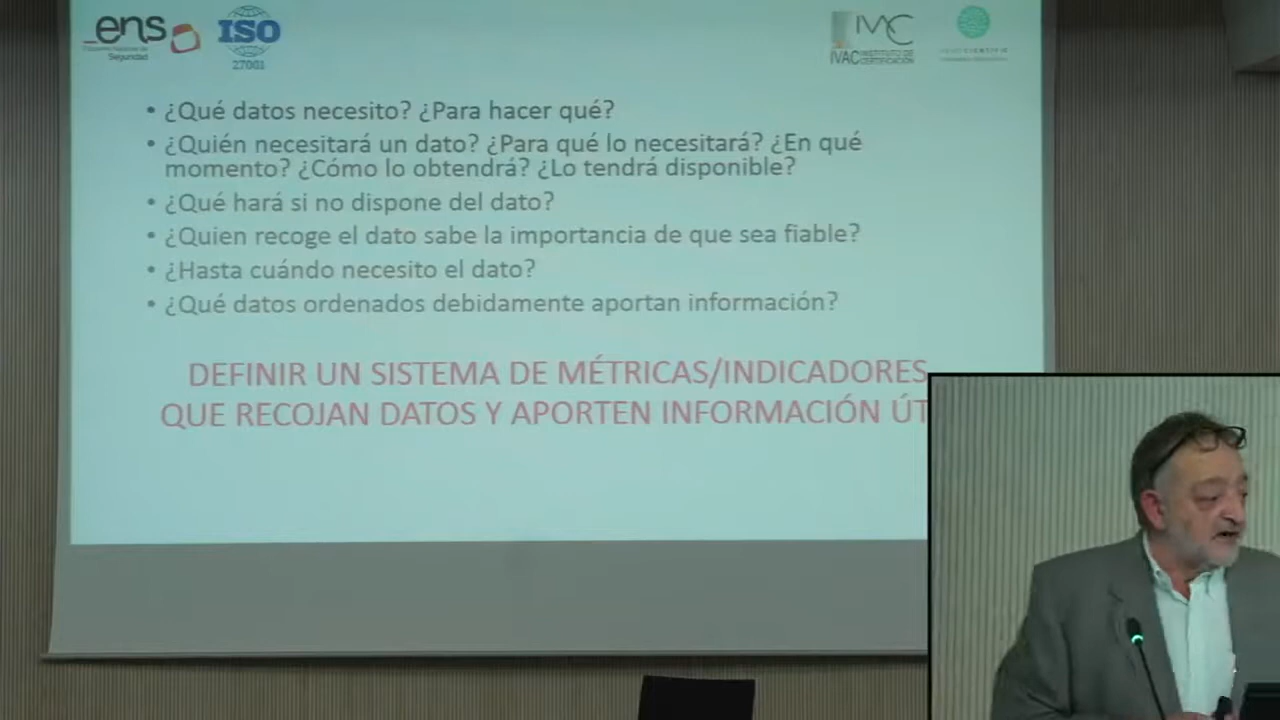 ens
Seguridad
ISO
27001
IVAC
IVAC INSTITUTO DE
CERTIFICACIÓN
• ¿Qué datos necesito? ¿Para hacer qué?
• ¿Quién necesitará un dato? ¿Para qué lo necesitará? ¿En qué
momento? ¿Cómo lo obtendrá? ¿Lo tendrá disponible?
• ¿Qué hará si no dispone del dato?
• ¿Quien recoge el dato sabe la importancia de que sea fiable?
• ¿Hasta cuándo necesito el dato?
• ¿Qué datos ordenados debidamente aportan información?
DEFINIR UN SISTEMA DE MÉTRICAS/INDICADORES
QUE RECOJAN DATOS Y APORTEN INFORMACIÓN ÚT